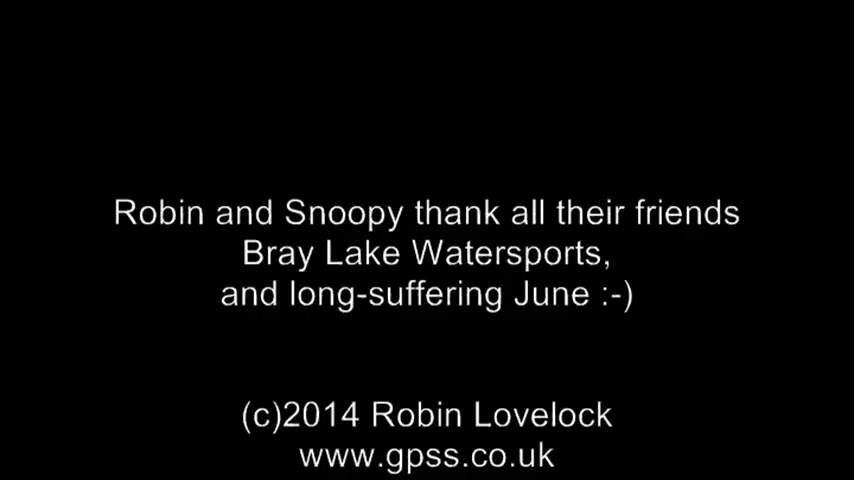 Robin and Snoopy thank all their friends
Bray Lake Watersports,
and long-suffering June :-)
(c)2014 Robin Lovelock
www.gpss.co.uk